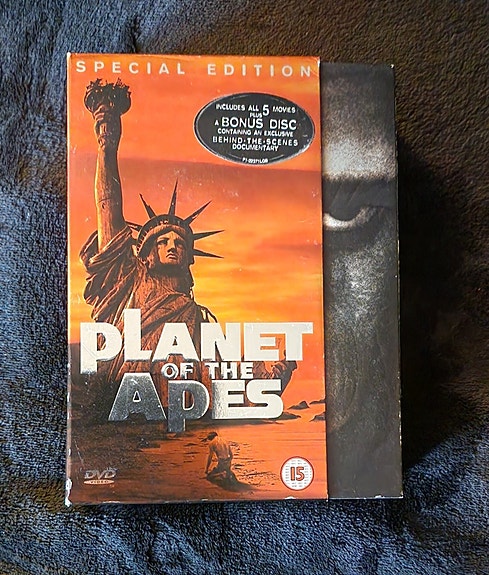 SPECIAL EDITION
INCLUDES ALL 5 MOVIES
PLUS
A BONUS DISC
CONTAINING AN EXCLUSIVE
BEHIND•THE•SCENES
DOCUMENTARY
PLANET
OF THE
APES
DVD
VIDEO
15